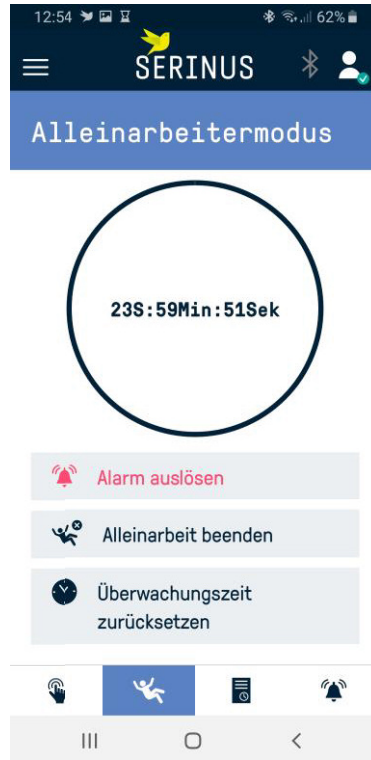 12:54 62%
SERINUS
Alleinarbeitermodus
23S:59Min:51Sek
Alarm auslösen
Alleinarbeit beenden
Überwachungszeit
zurücksetzen